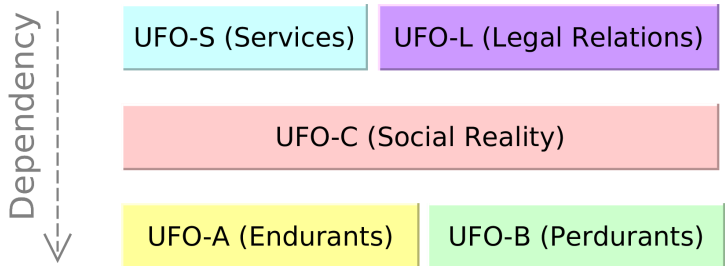 Dependency
UFO-S (Services)
UFO-L (Legal Relations)
UFO-C (Social Reality)
UFO-A (Endurants)
UFO-B (Perdurants)